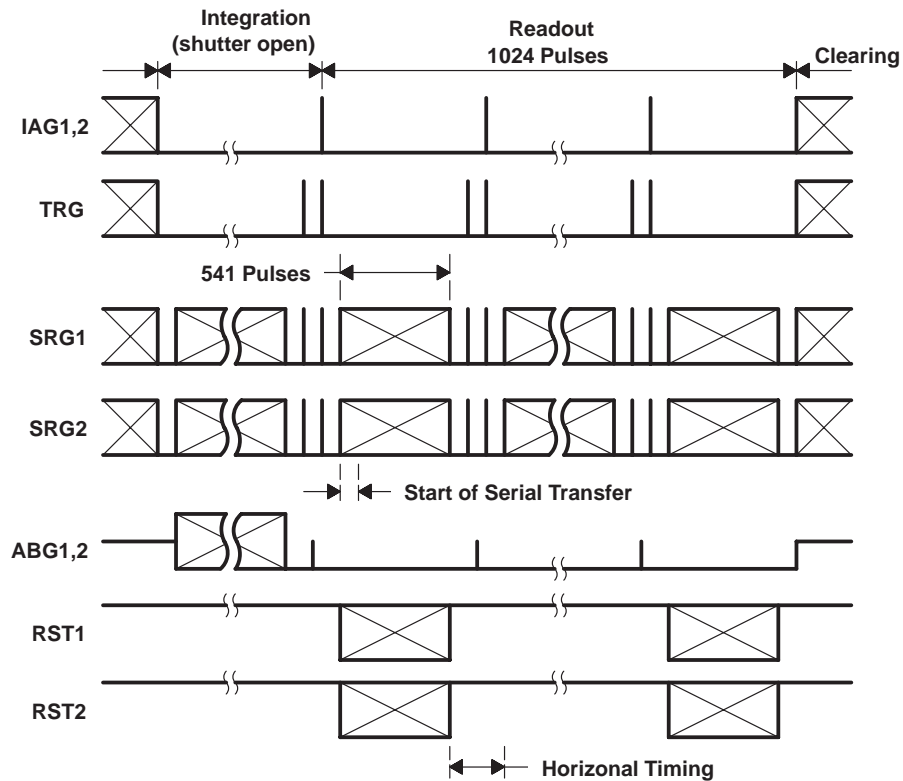 Integration
(shutter open)
Readout
1024 Pulses
Clearing
IAG1,2
TRG
541 Pulses
SRG1
SRG2
Start of Serial Transfer
ABG1,2
RST1
RST2
Horizonal Timing